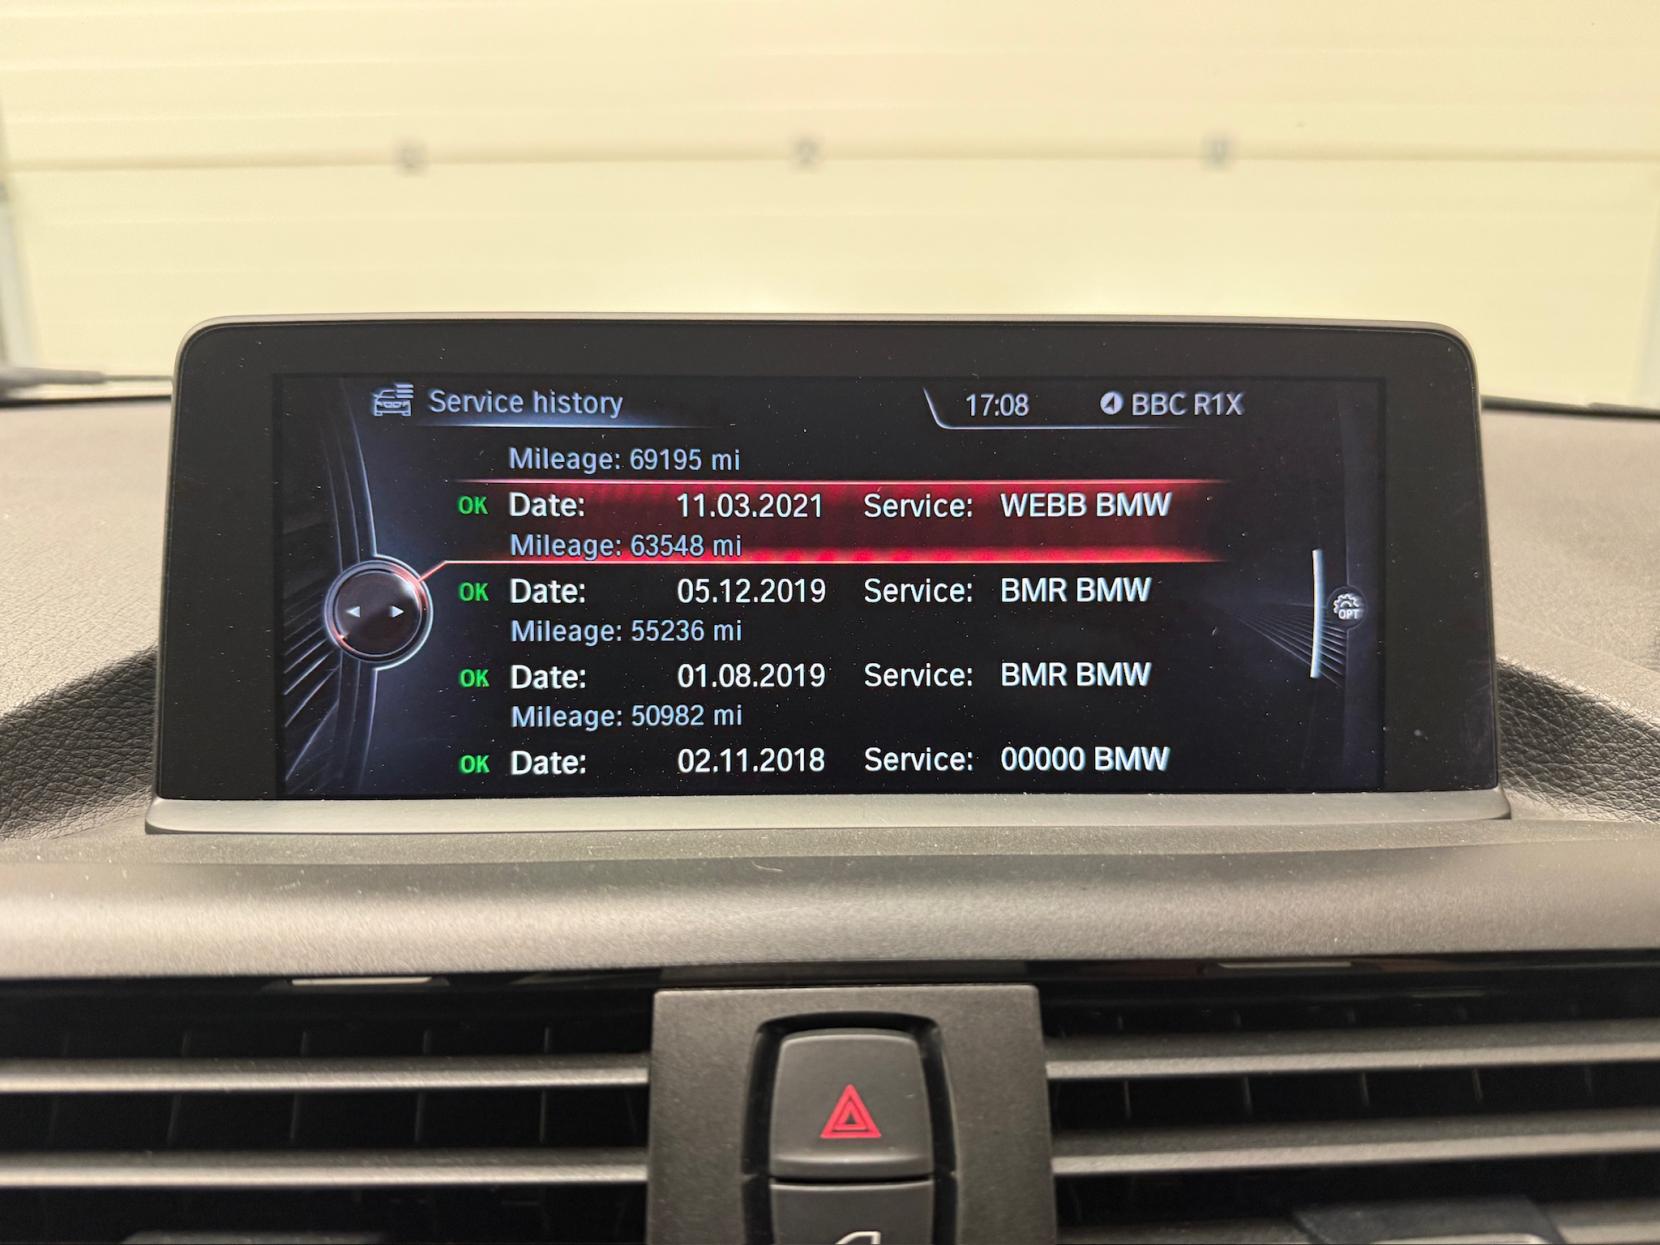 Service history 17:08 BBC R1X
Mileage: 69195 mi
OK Date: 11.03.2021 Service: WEBB BMW
Mileage: 63548 mi
OK Date: 05.12.2019 Service: BMR BMW
Mileage: 55236 mi
OPT
OK Date: 01.08.2019 Service: BMR BMW
Mileage: 50982 mi
OK Date: 02.11.2018 Service: 00000 BMW